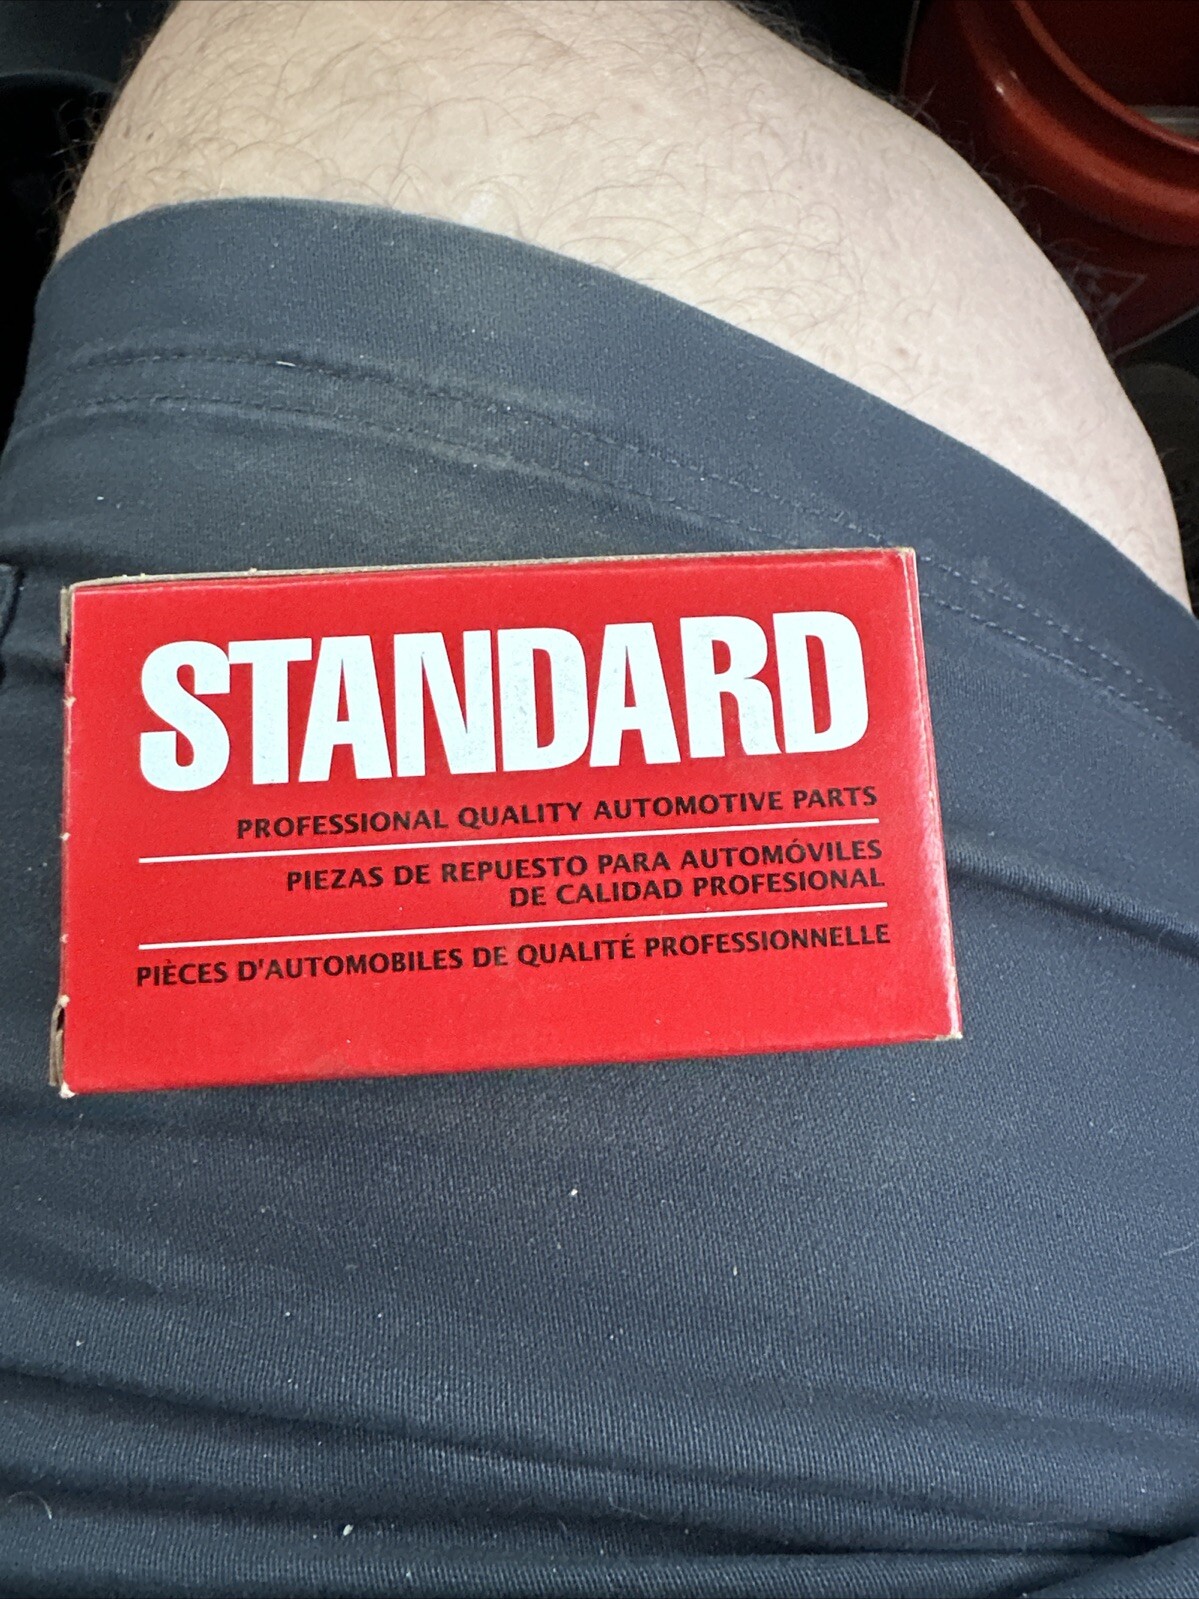 STANDARD
PROFESSIONAL QUALITY AUTOMOTIVE PARTS
PIEZAS DE REPUESTO PARA AUTOMÓVILES
DE CALIDAD PROFESIONAL
PIÈCES D'AUTOMOBILES DE QUALITÉ PROFESSIONNELLE